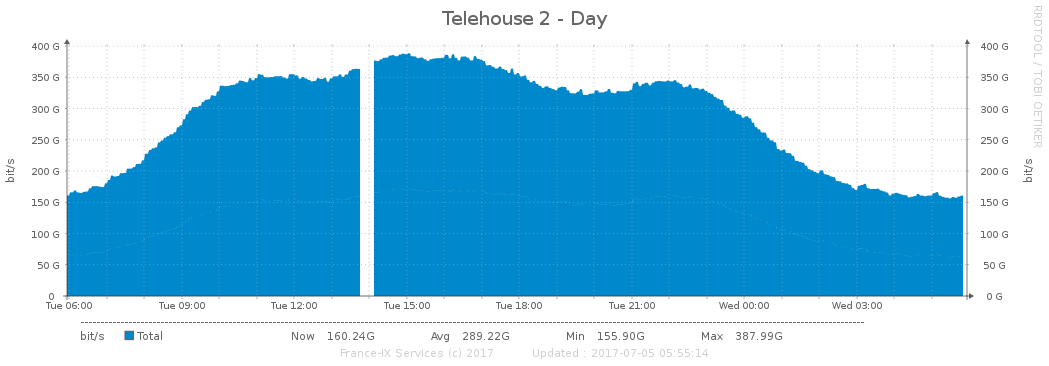 Telehouse 2 - Day
RRDTOOL / TOBI OETIKER
400 G 400 G
350 G 350 G
300 G 300 G
250 G 250 G
200 G 200 G
150 G 150 G
100 G 100 G
50 G 50 G
0 0 G
bit/s bit/s
Tue 06:00 Tue 09:00 Tue 12:00 Tue 15:00 Tue 18:00 Tue 21:00 Wed 00:00 Wed 03:00
bit/s Total Now 160.24G Avg 289.22G Min 155.90G Max 387.99G
France-IX Services (c) 2017 Updated : 2017-07-05 05:55:14